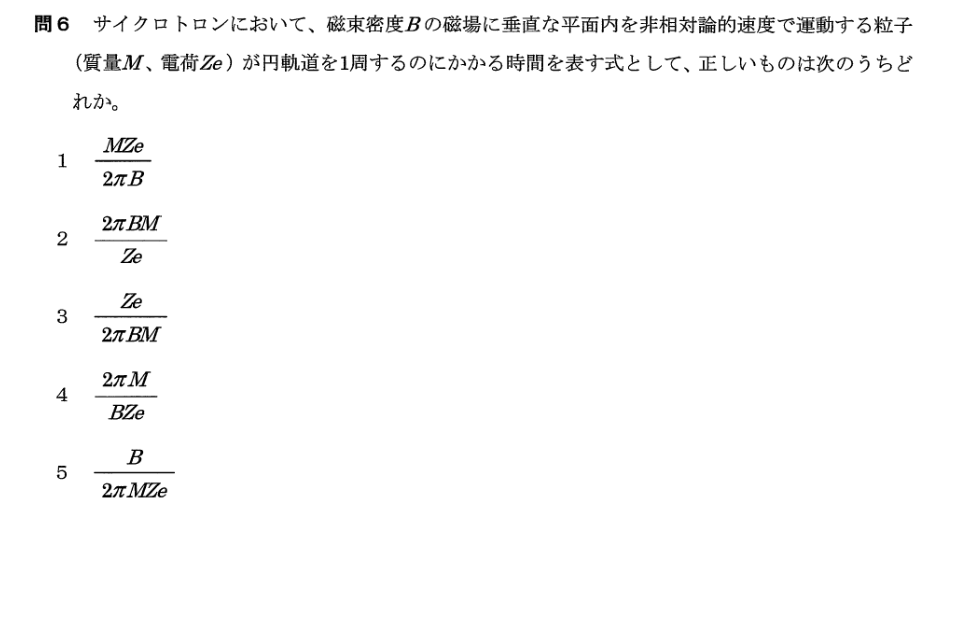 問6 サイクロトロンにおいて、磁束密度Bの磁場に垂直な平面内を非相対論的速度で運動する粒子
(質量M、電荷Ze)が円軌道を1周するのにかかる時間を表す式として、正しいものは次のうちど
れか。
1 MZe
2πB
2 2πBM
Ze
3 Ze
2πBM
4 2πM
BZe
5 B
2πMZe